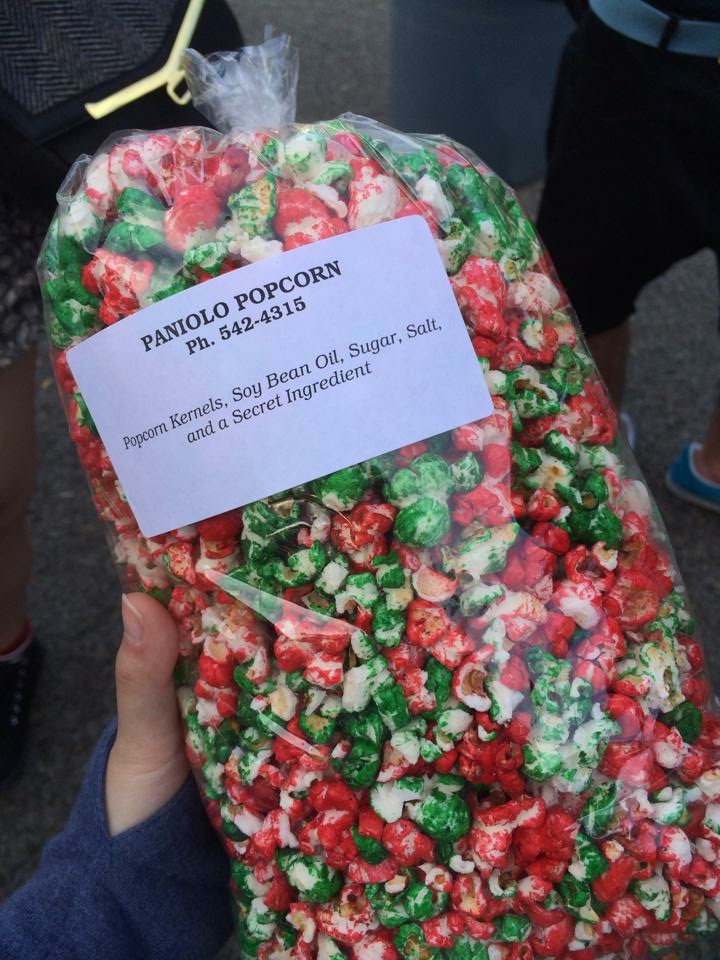 PANIOLO POPCORN
Ph. 542-4315
Popcorn Kernels, Soy Bean Oil, Sugar, Salt,
and a Secret Ingredient